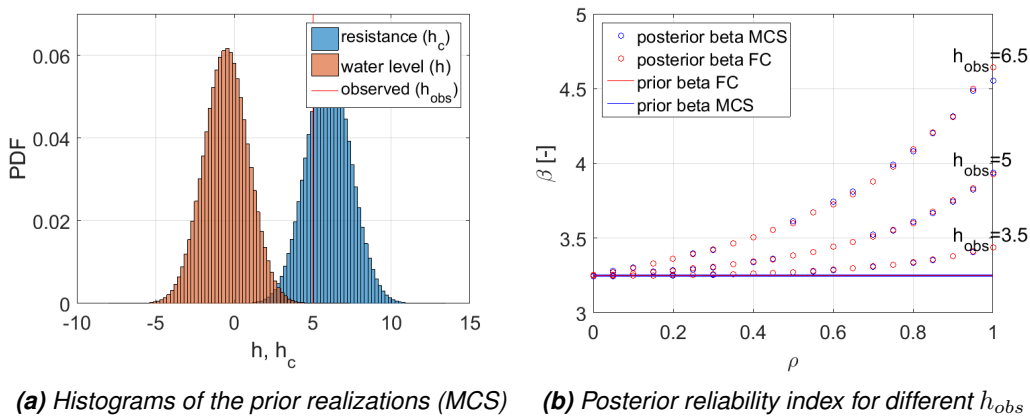 0.06
0.04
0.02
0
PDF
-10
-5
0
5
10
15
h, h_c
resistance (h_c)
water level (h)
observed (h_obs)
(a) Histograms of the prior realizations (MCS)
5
4.5
4
3.5
3
β [-]
0
0.2
0.4
0.6
0.8
1
ρ
posterior beta MCS
posterior beta FC
prior beta FC
prior beta MCS
h_obs=6.5
h_obs=5
h_obs=3.5
(b) Posterior reliability index for different h_obs